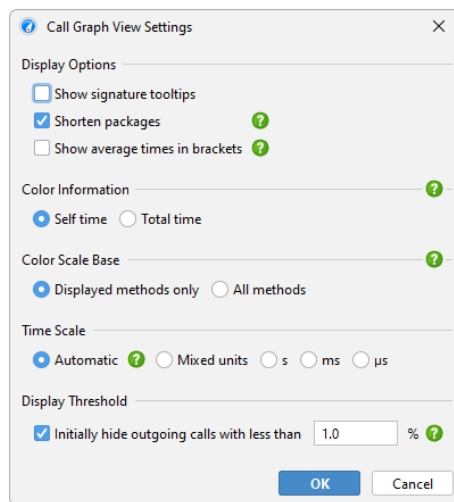 Call Graph View Settings
Display Options
Show signature tooltips
Shorten packages
Show average times in brackets
Color Information
Self time Total time
Color Scale Base
Displayed methods only All methods
Time Scale
Automatic Mixed units s ms µs
Display Threshold
Initially hide outgoing calls with less than 1.0 %
OK Cancel